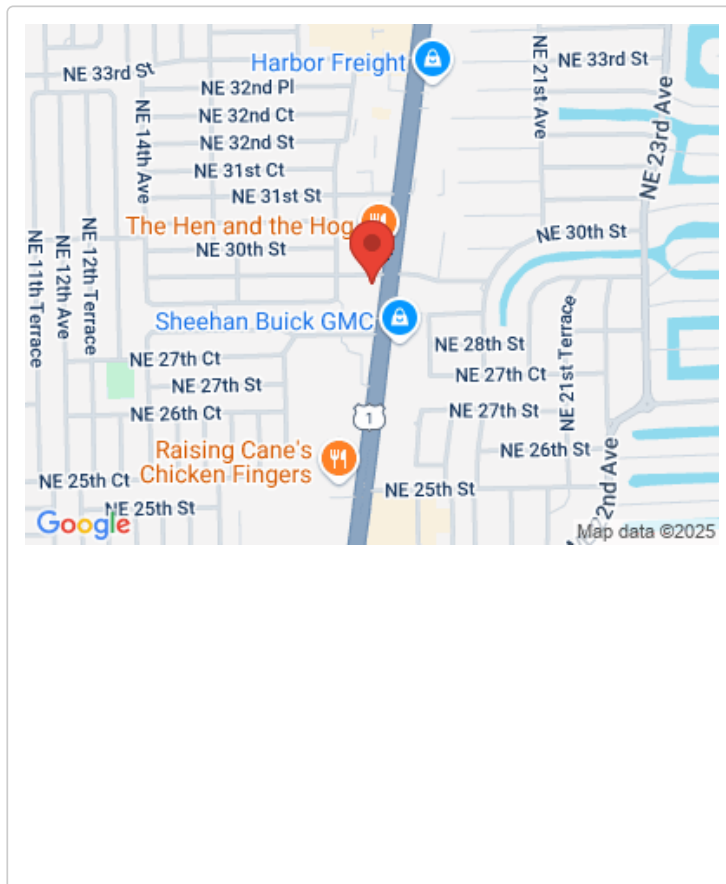 NE 33rd St
Harbor Freight
NE 33rd St
NE 32nd Pl
NE 32nd Ct
NE 32nd St
NE 31st Ct
NE 31st St
NE 14th Ave
NE 21st Ave
NE 23rd Ave
The Hen and the Hog
NE 30th St
NE 30th St
NE 11th Terrace
NE 12th Ave
NE 12th Terrace
Sheehan Buick GMC
NE 28th St
NE 27th Ct
NE 27th Ct
NE 21st Terrace
NE 27th St
NE 26th Ct
NE 27th St
1
NE 26th St
Raising Cane's
Chicken Fingers
NE 25th Ct
NE 25th St
NE 25th St
NE 22nd Ave
Google
Map data ©2025